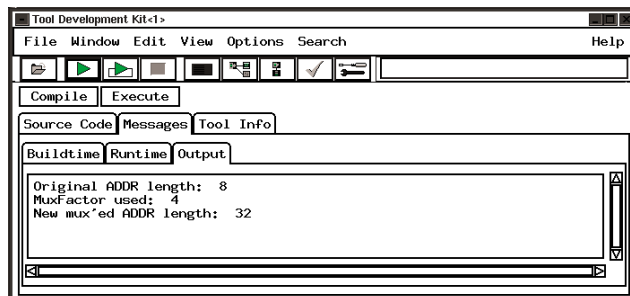 Tool Development Kit<1>
File Window Edit View Options Search Help
Compile Execute
Source Code Messages Tool Info
Buildtime Runtime Output
Original ADDR length: 8
MuxFactor used: 4
New mux'ed ADDR length: 32